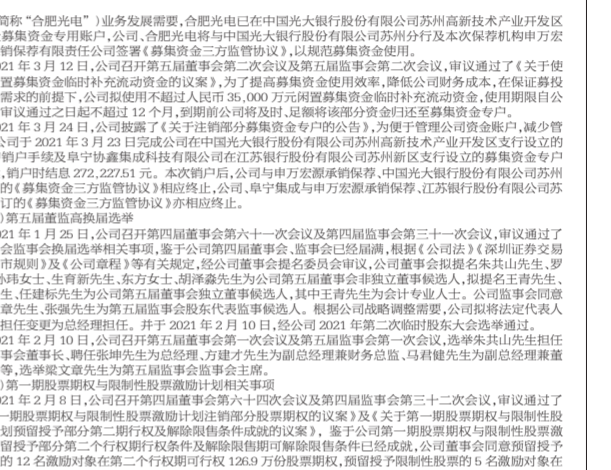 简称“合肥光电”)业务发展需要,合肥光电已在中国光大银行股份有限公司苏州高新技术产业开发区
募集资金专用账户,公司、合肥光电将与中国光大银行股份有限公司苏州分行及本次保荐机构申万宏
销保荐有限责任公司签署《募集资金三方监管协议》,以规范募集资金使用。
021 年 3 月 12 日,公司召开第五届董事会第二次会议及第五届监事会第二次会议,审议通过了《关于使
置募集资金临时补充流动资金的议案》,为了提高募集资金使用效率,降低公司财务成本,在保证募投
需求的前提下,公司拟使用不超过人民币 35,000 万元闲置募集资金临时补充流动资金,使用期限自公
审议通过之日起不超过 12 个月,到期前公司将及时、足额将该部分资金归还至募集资金专户。
021 年 3 月 24 日,公司披露了《关于注销部分募集资金专户的公告》,为便于管理公司资金账户,减少管
公司于 2021 年 3 月 23 日完成公司在中国光大银行股份有限公司苏州高新技术产业开发区支行设立的
销户手续及阜宁协鑫集成科技有限公司在江苏银行股份有限公司苏州新区支行设立的募集资金专户
,销户时结息 272,227.51 元。本次销户后,公司与申万宏源承销保荐、中国光大银行股份有限公司苏州
的《募集资金三方监管协议》相应终止,公司、阜宁集成与申万宏源承销保荐、江苏银行股份有限公司苏
订的《募集资金三方监管协议》亦相应终止。
)第五届董监高换届选举
021 年 1 月 25 日,公司召开第四届董事会第六十一次会议及第四届监事会第三十一次会议,审议通过了
会监事会换届选举相关事项,鉴于公司第四届董事会、监事会已经届满,根据《公司法》《深圳证券交易
市规则》及《公司章程》等有关规定,经公司董事会提名委员会审议,公司董事会拟提名朱共山先生、罗
孙玮女士、生育新先生、东方女士、胡泽淼先生为公司第五届董事会非独立董事候选人,拟提名王青先生、
生、任建标先生为公司第五届董事会独立董事候选人,其中王青先生为会计专业人士。公司监事会同意
章先生、张强先生为第五届监事会股东代表监事候选人。根据公司战略调整需要,公司拟将法定代表人
担任变更为总经理担任。并于 2021 年 2 月 10 日,经公司 2021 年第二次临时股东大会选举通过。
021 年 2 月 10 日,公司召开第五届董事会第一次会议及第五届监事会第一次会议,选举朱共山先生担任
事会董事长、聘任张坤先生为总经理、方建才先生为副总经理兼财务总监、马君健先生为副总经理兼董
等,选举梁文章先生为第五届监事会监事会主席。
)第一期股票期权与限制性股票激励计划相关事项
021 年 2 月 8 日,公司召开第四届董事会第六十四次会议及第四届监事会第三十二次会议,审议通过了
一期股票期权与限制性股票激励计划注销部分股票期权的议案》及《关于第一期股票期权与限制性股
划预留授予部分第二期行权及解除限售条件成就的议案》,鉴于公司第一期股票期权与限制性股票激
留授予部分第二个行权期行权条件及解除限售期可解除限售条件已经成就,公司董事会同意预留授予
的 12 名激励对象在第二个行权期可行权 126.9 万份股票期权,预留授予限制性股票的 5 名激励对象在